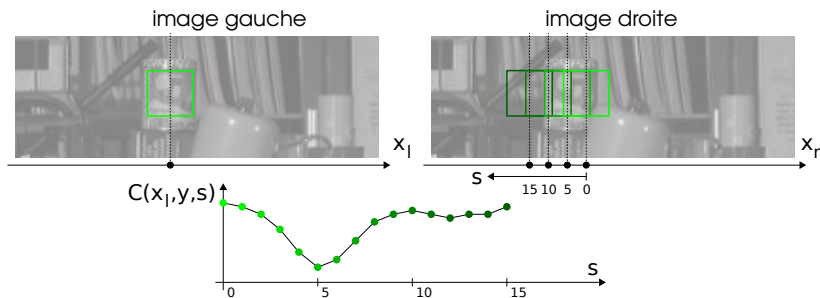 image gauche
image droite
x_l
x_r
s
15 10 5 0
C(x_l,y,s)
s
0 5 10 15